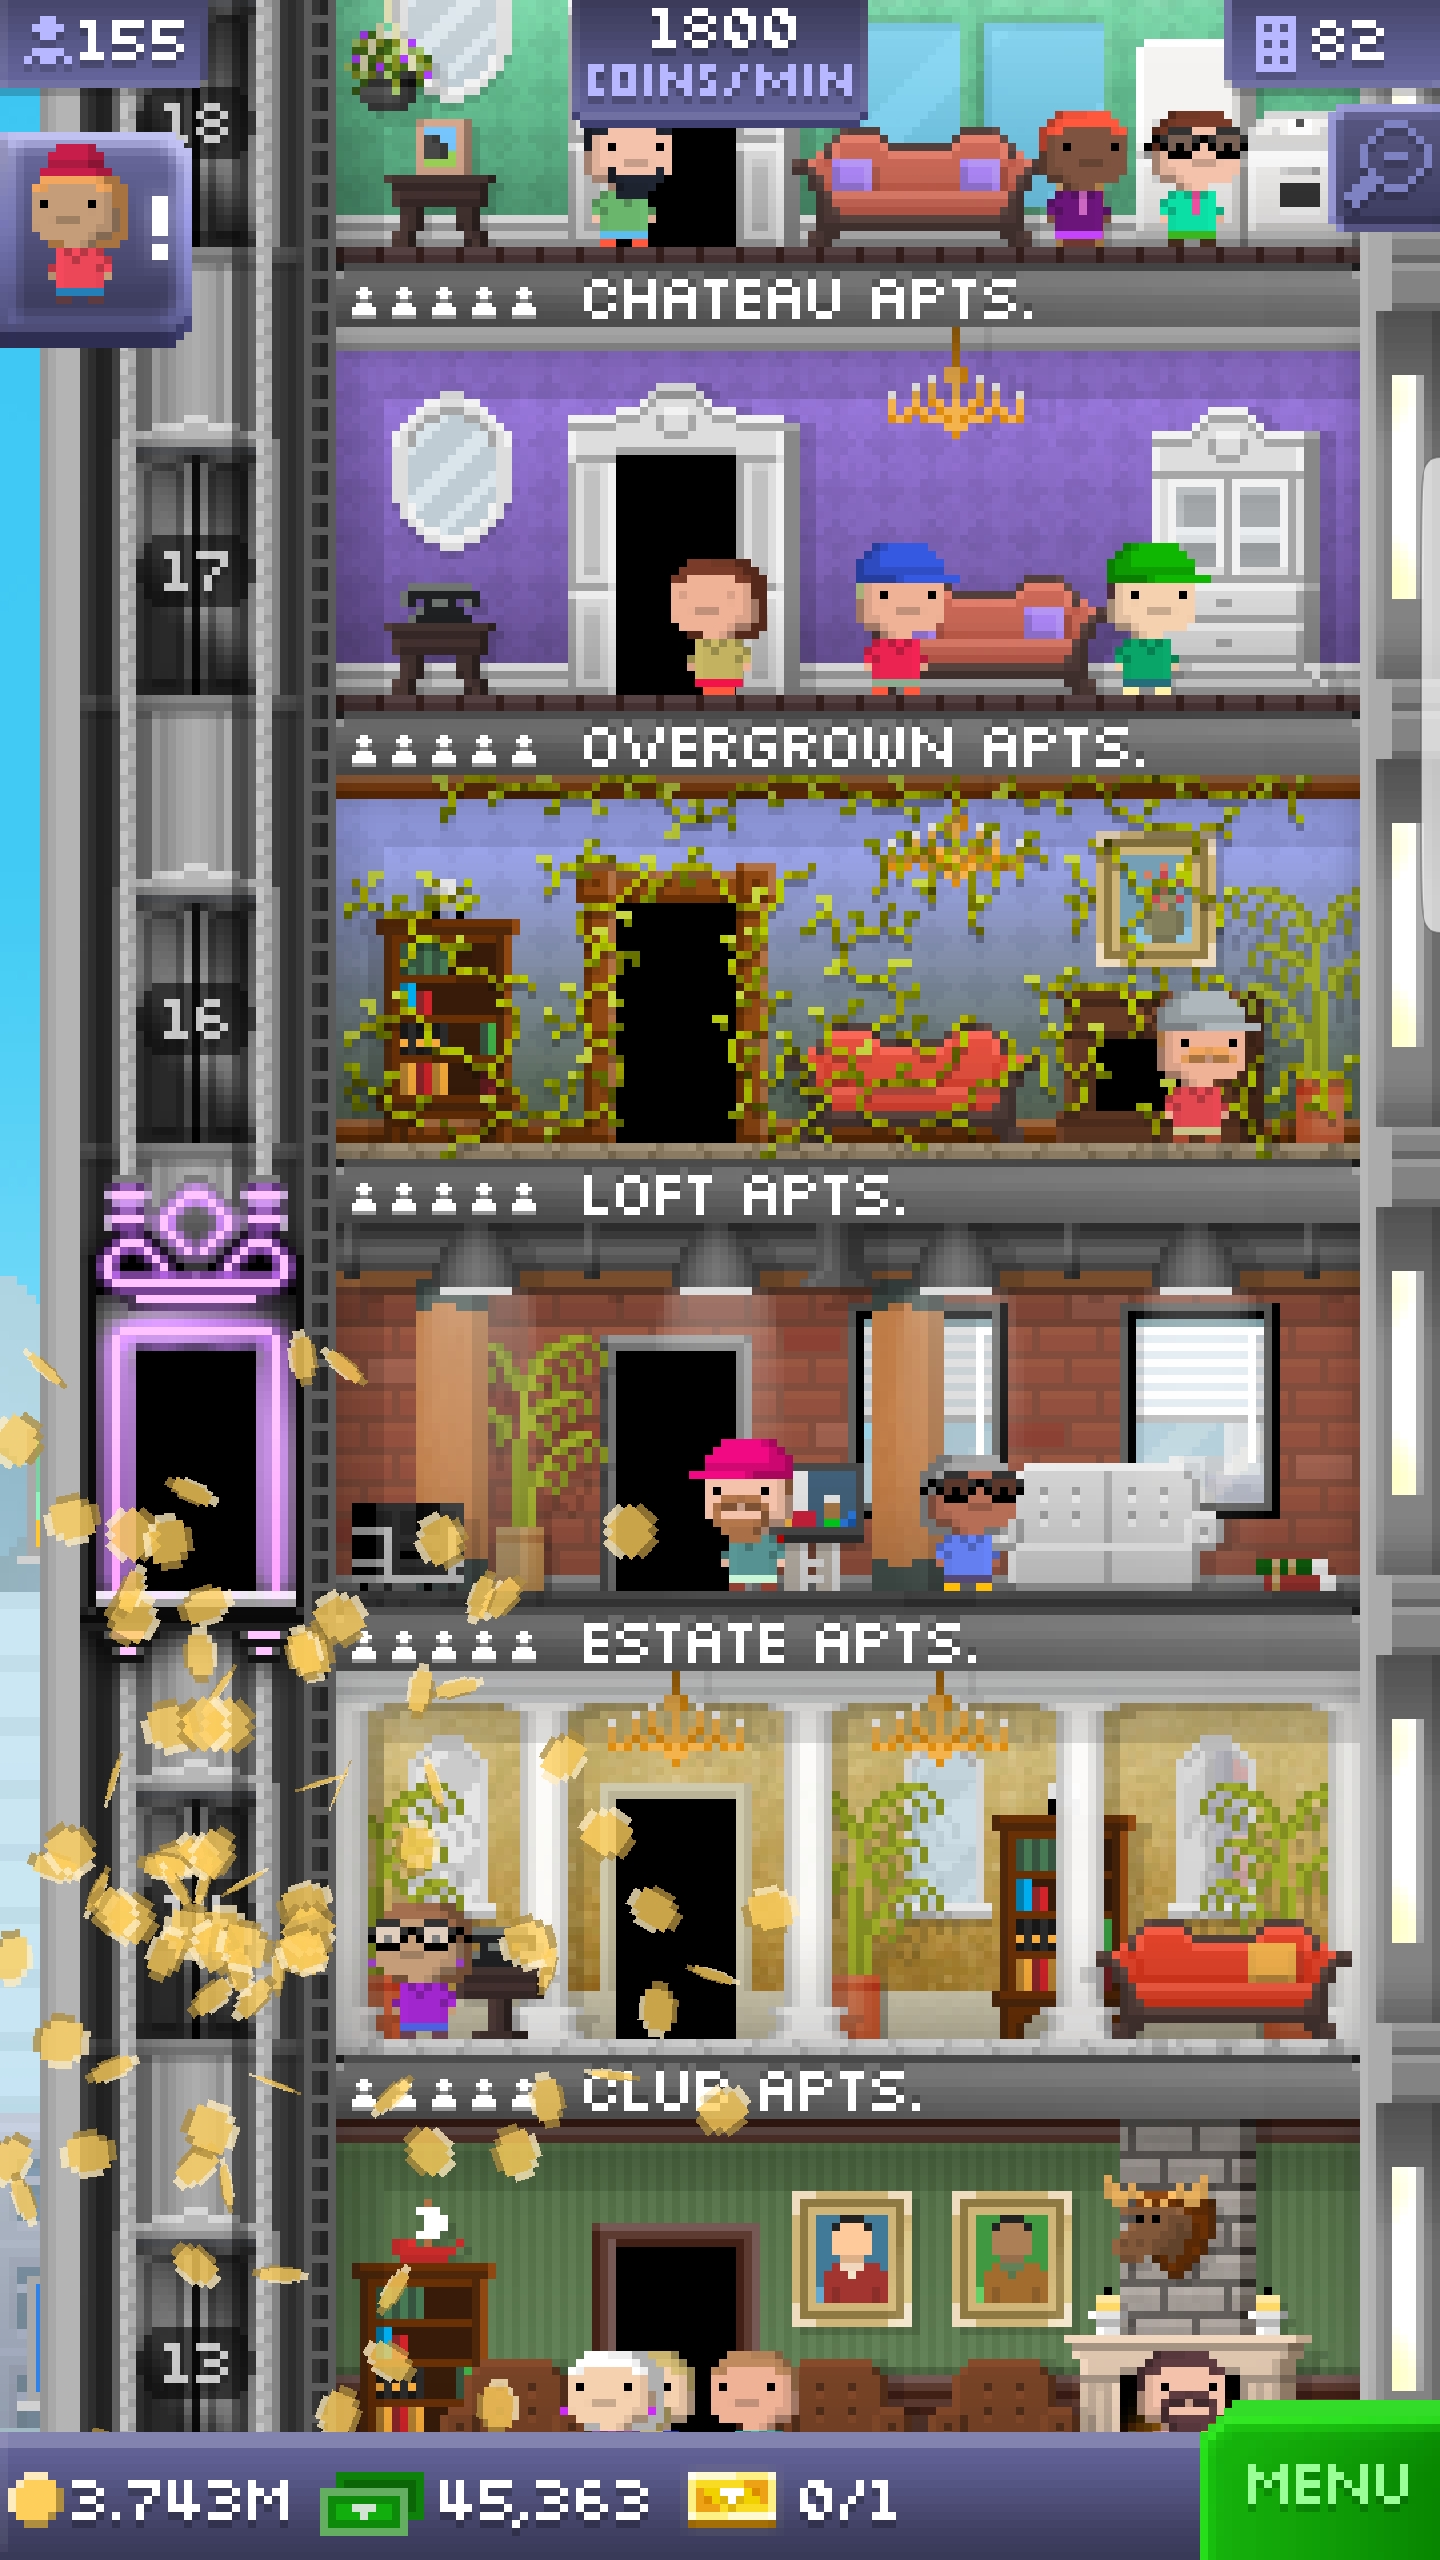 155
1800
COINS/MIN
82
18
!
CHATEAU APTS.
17
OVERGROWN APTS.
16
LOFT APTS.
ESTATE APTS.
CLUB APTS.
13
3.743M
45,363
0/1
MENU